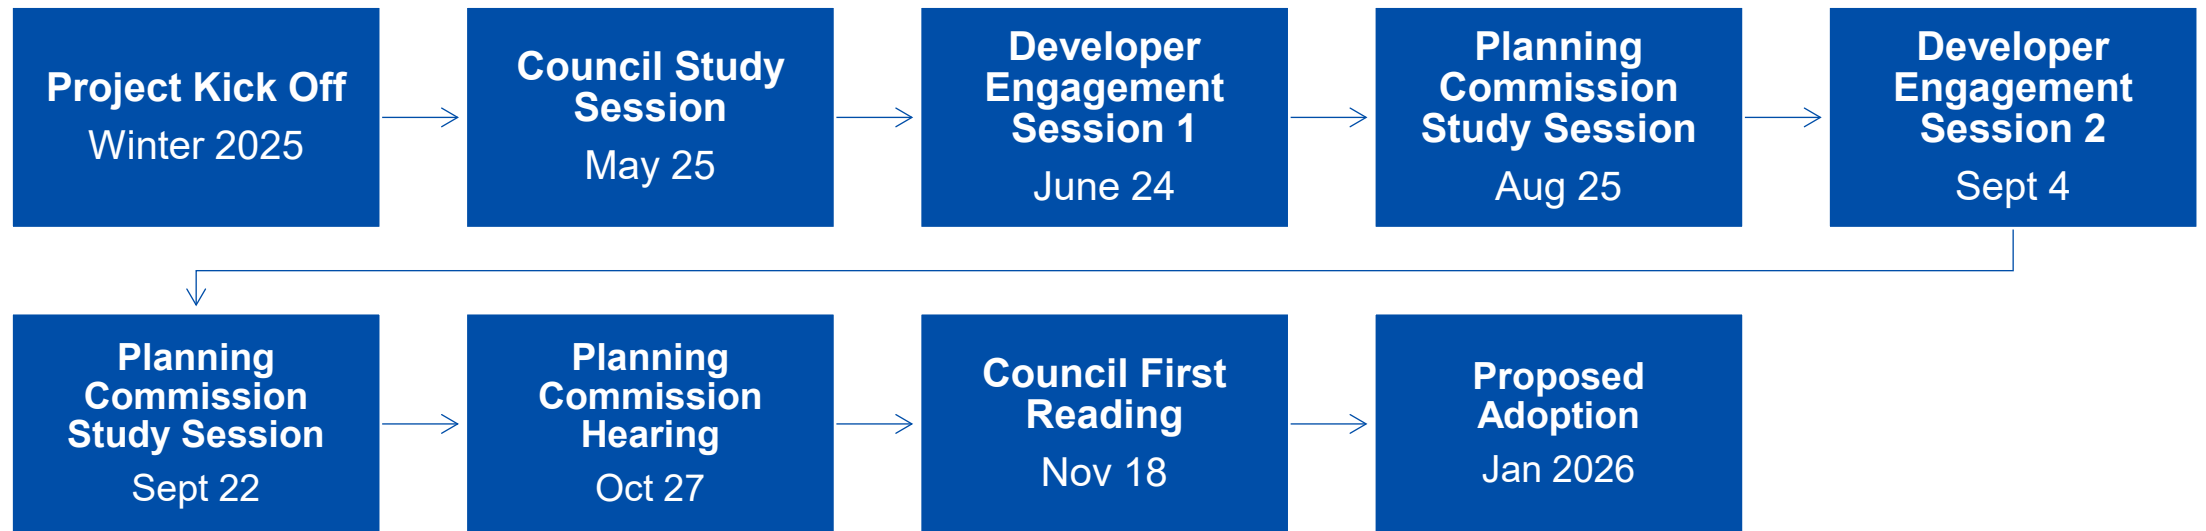 Project Kick Off
Winter 2025
Council Study
Session
May 25
Developer
Engagement
Session 1
June 24
Planning
Commission
Study Session
Aug 25
Developer
Engagement
Session 2
Sept 4
Planning
Commission
Study Session
Sept 22
Planning
Commission
Hearing
Oct 27
Council First
Reading
Nov 18
Proposed
Adoption
Jan 2026